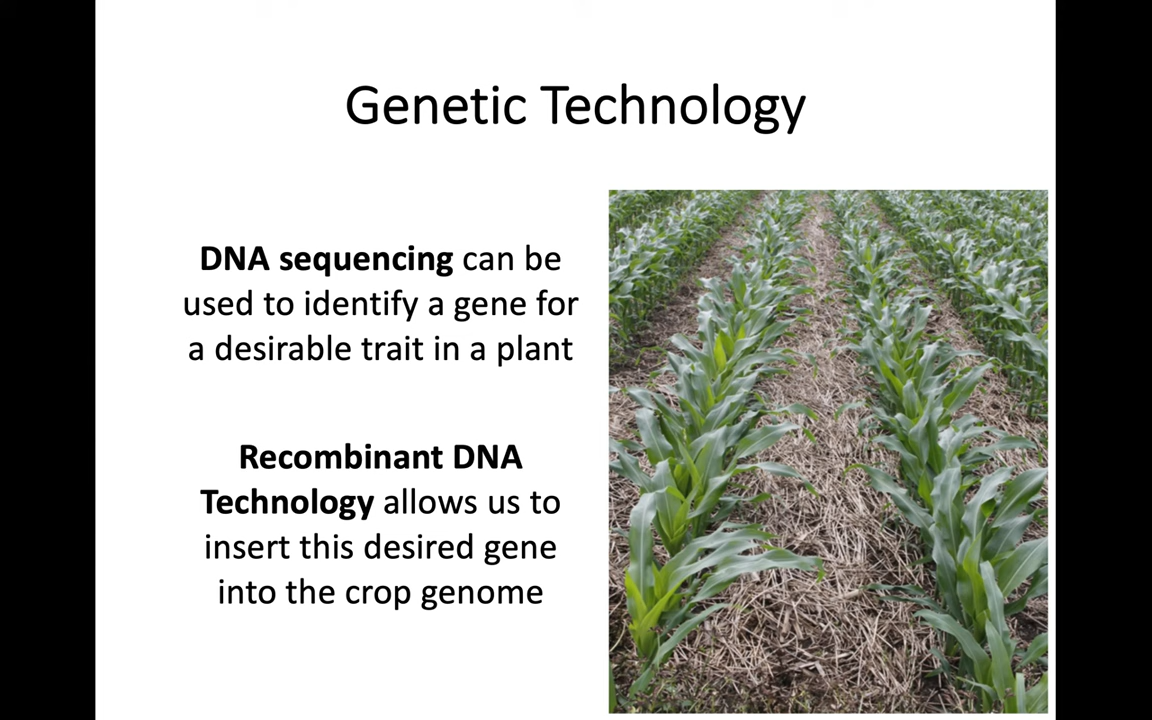 Genetic Technology
DNA sequencing can be
used to identify a gene for
a desirable trait in a plant
Recombinant DNA
Technology allows us to
insert this desired gene
into the crop genome